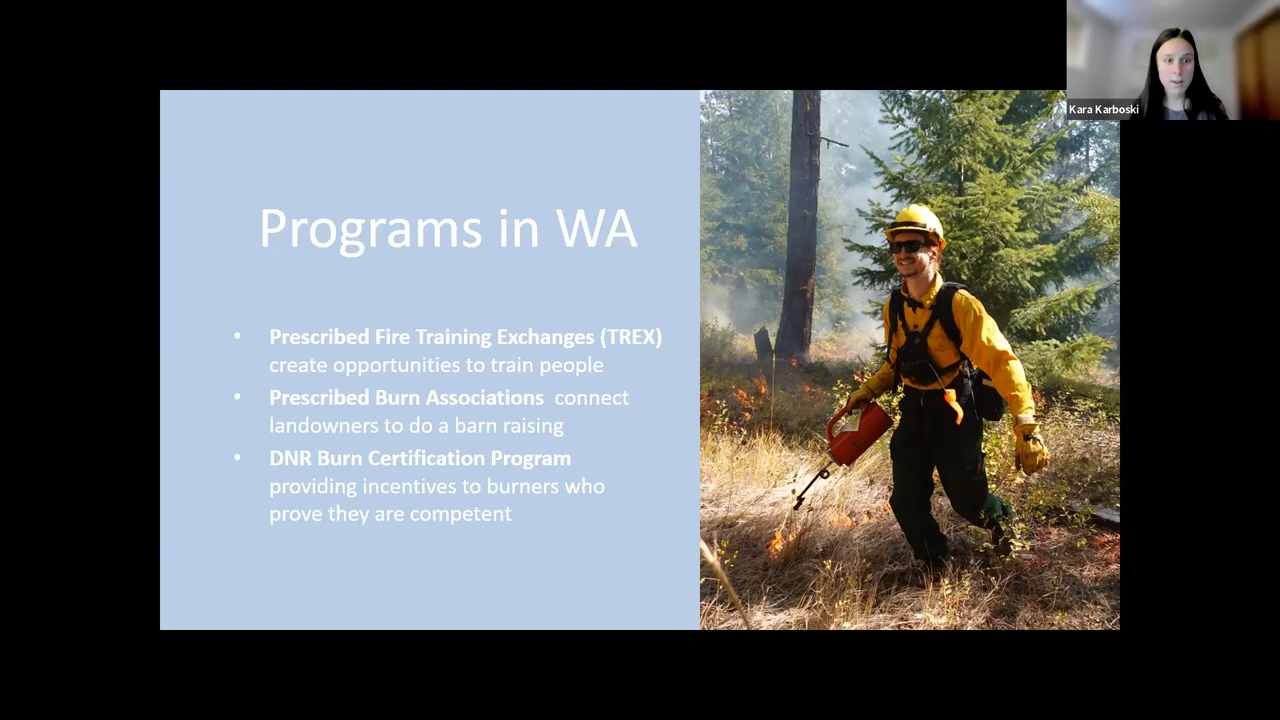 Kara Karboski
Programs in WA
• Prescribed Fire Training Exchanges (TREX)
create opportunities to train people
• Prescribed Burn Associations connect
landowners to do a barn raising
• DNR Burn Certification Program
providing incentives to burners who
prove they are competent